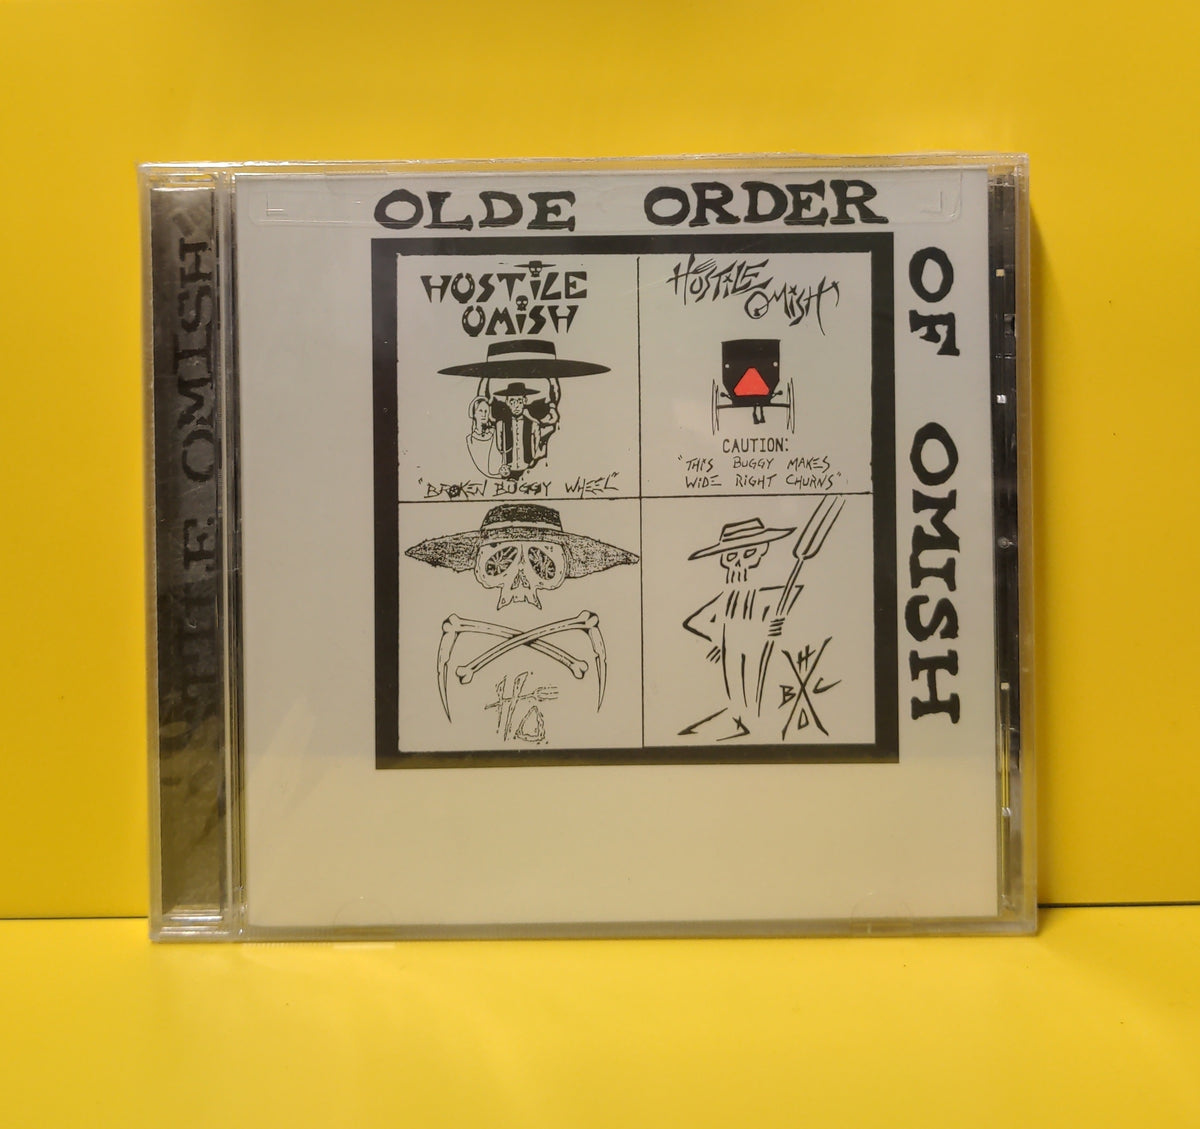 OLDE ORDER
OF OMISH
HOSTILE OMISH
HOSTILE
OMISH
"BROKEN BUGGY WHEEL"
HOSTILE
OMISH
CAUTION:
"THIS BUGGY MAKES
WIDE RIGHT CHURNS"
HO
H
B C
O